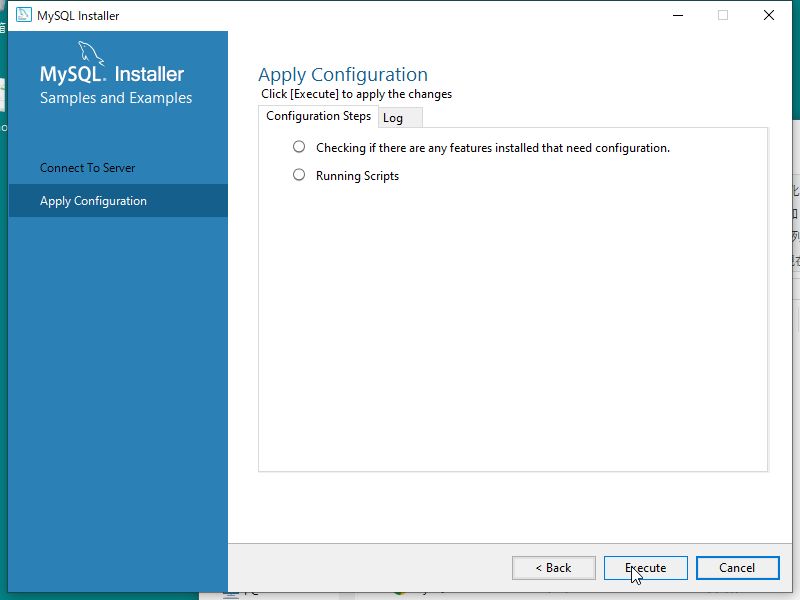 MySQL Installer
MySQL. Installer
Samples and Examples
Connect To Server
Apply Configuration
Apply Configuration
Click [Execute] to apply the changes
Configuration Steps
Log
Checking if there are any features installed that need configuration.
Running Scripts
< Back
Execute
Cancel